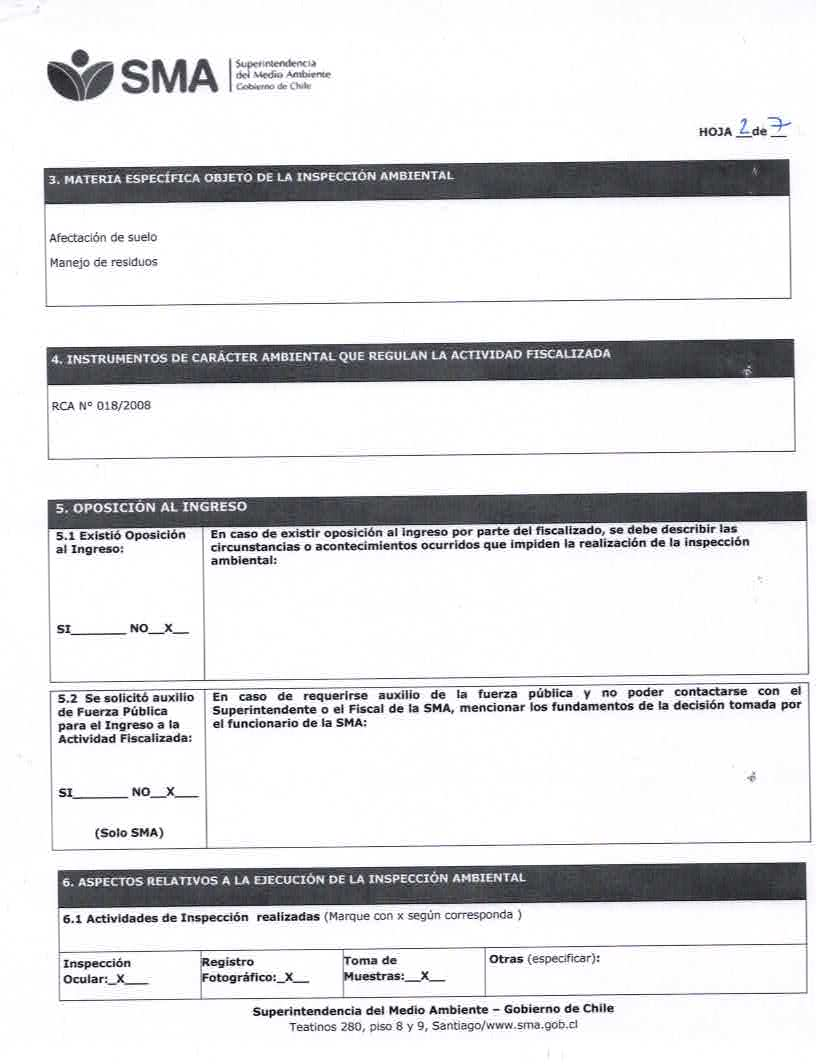 SMA
Superintendencia
del Medio Ambiente
Gobierno de Chile
HOJA 2 de 7
3. MATERIA ESPECÍFICA OBJETO DE LA INSPECCIÓN AMBIENTAL
Afectación de suelo
Manejo de residuos
4. INSTRUMENTOS DE CARÁCTER AMBIENTAL QUE REGULAN LA ACTIVIDAD FISCALIZADA
RCA N° 018/2008
5. OPOSICIÓN AL INGRESO
5.1 Existió Oposición
al Ingreso:
SI________ NO__X__
En caso de existir oposición al ingreso por parte del fiscalizado, se debe describir las
circunstancias o acontecimientos ocurridos que impiden la realización de la inspección
ambiental:
5.2 Se solicitó auxilio
de Fuerza Pública
para el Ingreso a la
Actividad Fiscalizada:
SI________ NO__X___
(Solo SMA)
En caso de requerirse auxilio de la fuerza pública y no poder contactarse con el
Superintendente o el Fiscal de la SMA, mencionar los fundamentos de la decisión tomada por
el funcionario de la SMA:
6. ASPECTOS RELATIVOS A LA EJECUCIÓN DE LA INSPECCIÓN AMBIENTAL
6.1 Actividades de Inspección realizadas (Marque con x según corresponda )
Inspección
Ocular:_X___
Registro
Fotográfico:_X__
Toma de
Muestras:__X__
Otras (especificar):
Superintendencia del Medio Ambiente – Gobierno de Chile
Teatinos 280, piso 8 y 9, Santiago/www.sma.gob.cl